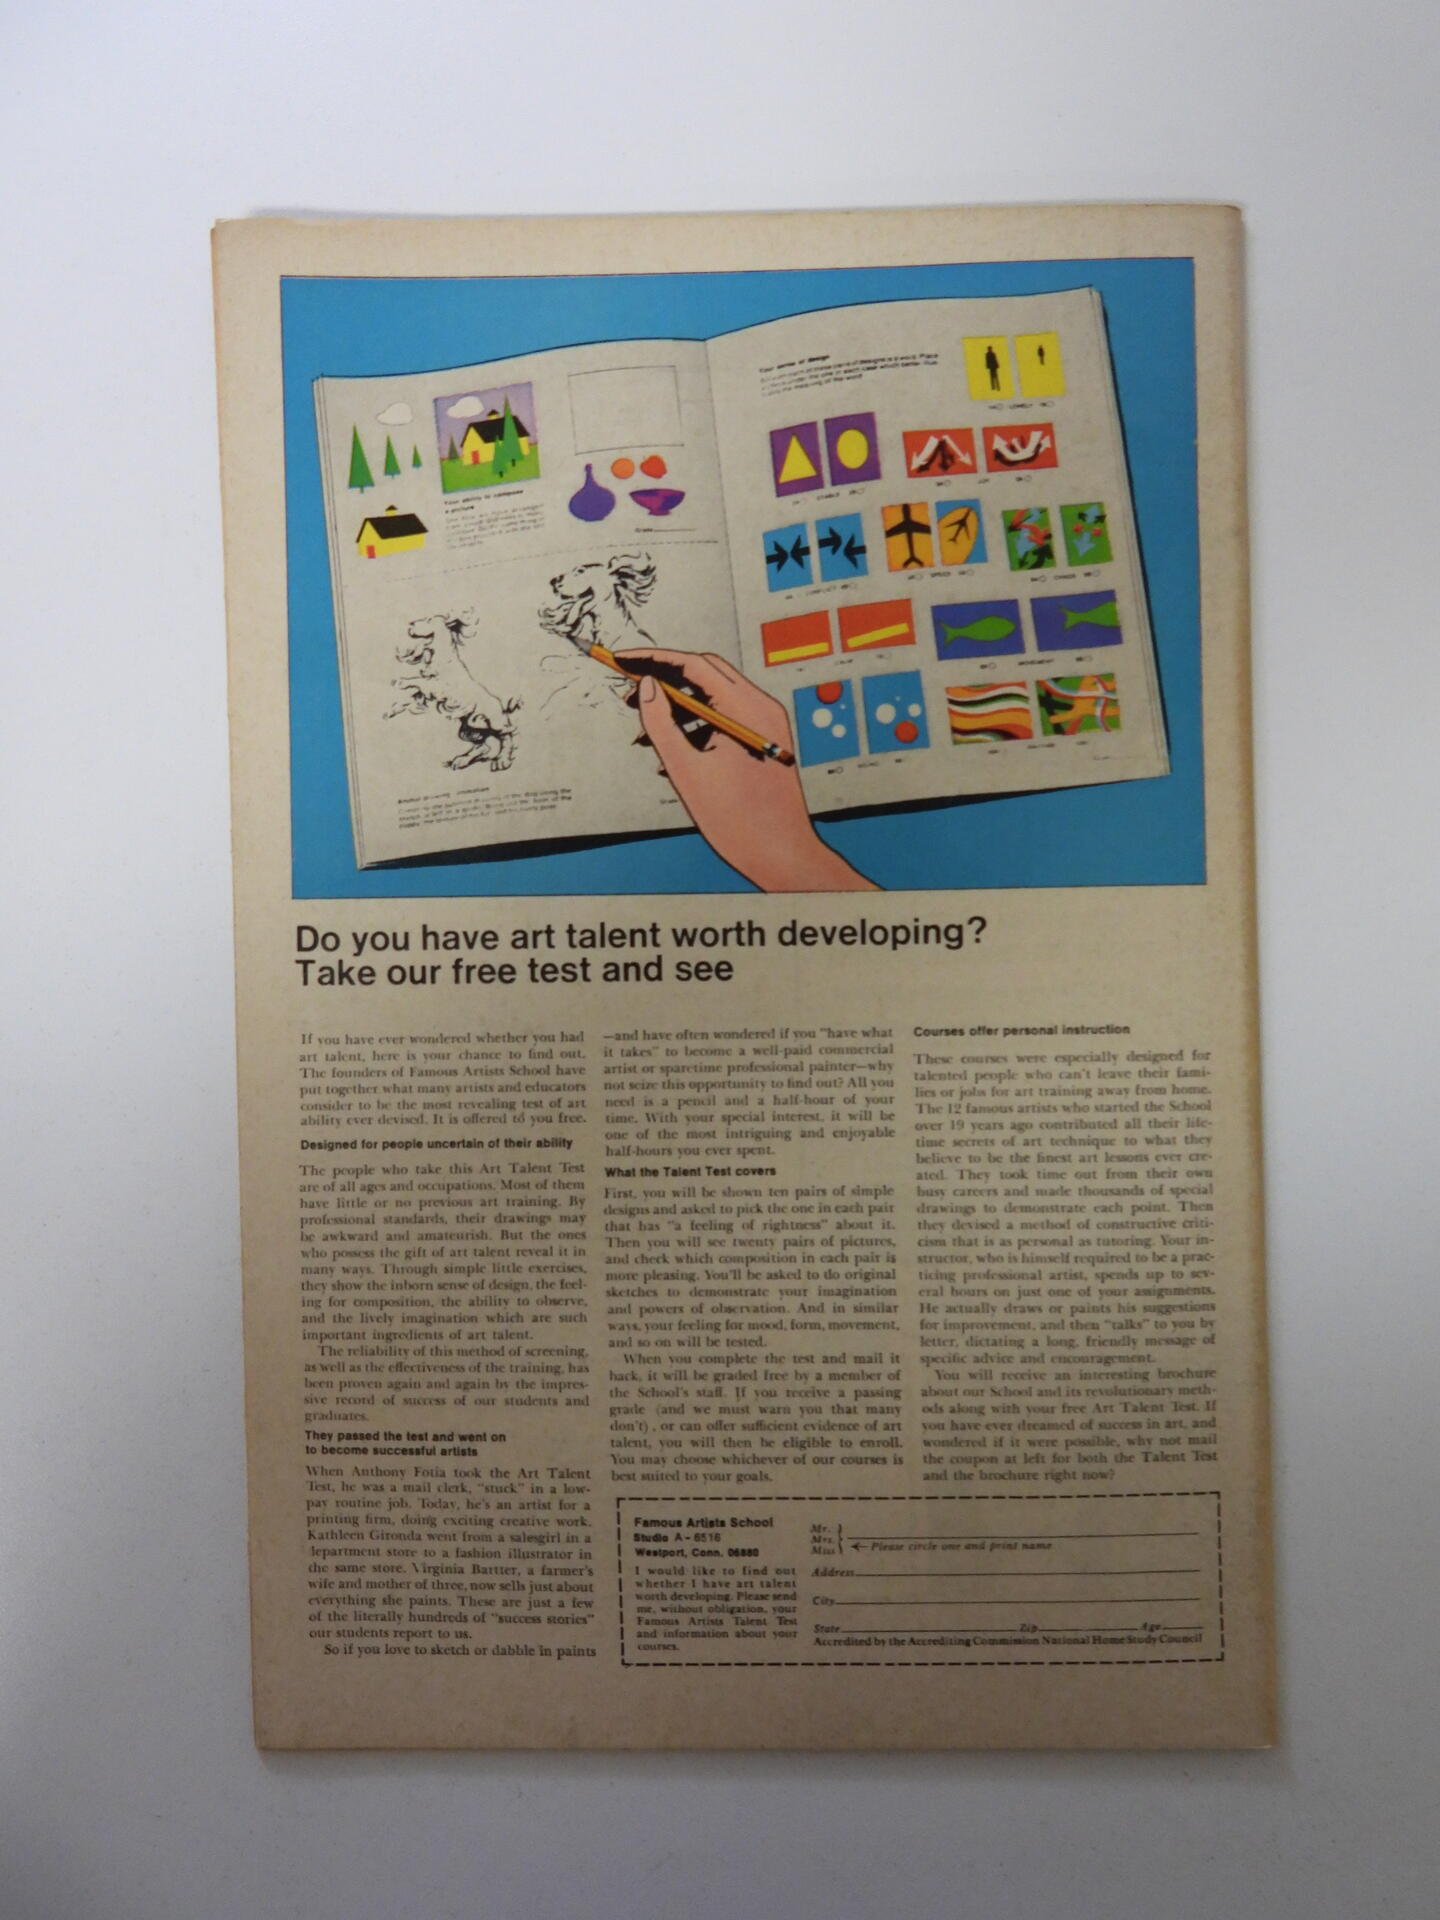 Your ability to compose
a picture
Your sense of design
LONELY
STABLE
JOY
CONFLICT
SPEED
CHAOS
MOVEMENT
Do you have art talent worth developing?
Take our free test and see
If you have ever wondered whether you had
art talent, here is your chance to find out.
The founders of Famous Artists School have
put together what many artists and educators
consider to be the most revealing test of art
ability ever devised. It is offered to you free.
Designed for people uncertain of their ability
The people who take this Art Talent Test
are of all ages and occupations. Most of them
have little or no previous art training. By
professional standards, their drawings may
be awkward and amateurish. But the ones
who possess the gift of art talent reveal it in
many ways. Through simple little exercises,
they show the inborn sense of design, the feel-
ing for composition, the ability to observe,
and the lively imagination which are such
important ingredients of art talent.
The reliability of this method of screening,
as well as the effectiveness of the training, has
been proven again and again by the impres-
sive record of success of our students and
graduates.
They passed the test and went on
to become successful artists
When Anthony Fotia took the Art Talent
Test, he was a mail clerk, "stuck" in a low-
pay routine job. Today, he's an artist for a
printing firm, doing exciting creative work.
Kathleen Gironda went from a salesgirl in a
department store to a fashion illustrator in
the same store. Virginia Bartter, a farmer's
wife and mother of three, now sells just about
everything she paints. These are just a few
of the literally hundreds of "success stories"
our students report to us.
So if you love to sketch or dabble in paints
—and have often wondered if you "have what
it takes" to become a well-paid commercial
artist or sparetime professional painter—why
not seize this opportunity to find out? All you
need is a pencil and a half-hour of your
time. With your special interest, it will be
one of the most intriguing and enjoyable
half-hours you ever spent.
What the Talent Test covers
First, you will be shown ten pairs of simple
designs and asked to pick the one in each pair
that has "a feeling of rightness" about it.
Then you will see twenty pairs of pictures,
and check which composition in each pair is
more pleasing. You'll be asked to do original
sketches to demonstrate your imagination
and powers of observation. And in similar
ways, your feeling for mood, form, movement,
and so on will be tested.
When you complete the test and mail it
back, it will be graded free by a member of
the School's staff. If you receive a passing
grade (and we must warn you that many
don't), or can offer sufficient evidence of art
talent, you will then be eligible to enroll.
You may choose whichever of our courses is
best suited to your goals.
Courses offer personal instruction
These courses were especially designed for
talented people who can't leave their fami-
lies or jobs for art training away from home.
The 12 famous artists who started the School
over 19 years ago contributed all their life-
time secrets of art technique to what they
believe to be the finest art lessons ever cre-
ated. They took time out from their own
busy careers and made thousands of special
drawings to demonstrate each point. Then
they devised a method of constructive criti-
cism that is as personal as tutoring. Your in-
structor, who is himself required to be a prac-
ticing professional artist, spends up to sev-
eral hours on just one of your assignments.
He actually draws or paints his suggestions
for improvement, and then "talks" to you by
letter, dictating a long, friendly message of
specific advice and encouragement.
You will receive an interesting brochure
about our School and its revolutionary meth-
ods along with your free Art Talent Test. If
you have ever dreamed of success in art, and
wondered if it were possible, why not mail
the coupon at left for both the Talent Test
and the brochure right now?
Famous Artists School
Studio A-6516
Westport, Conn. 06880
I would like to find out
whether I have art talent
worth developing. Please send
me, without obligation, your
Famous Artists Talent Test
and information about your
courses.
Mr.
Mrs.
Miss
Please circle one and print name
Address
City
State Zip Age
Accredited by the Accrediting Commission National Home Study Council